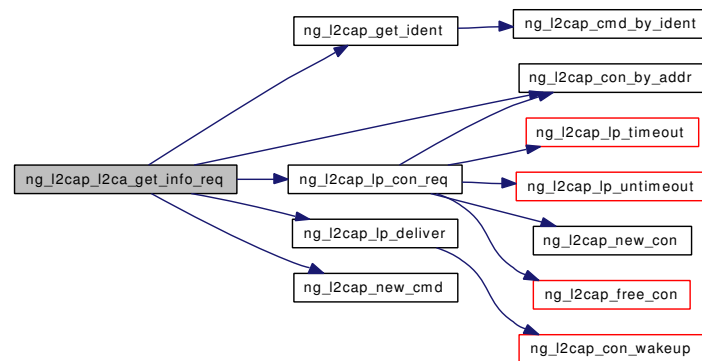 ng_l2cap_get_ident
ng_l2cap_cmd_by_ident
ng_l2cap_con_by_addr
ng_l2cap_lp_timeout
ng_l2cap_l2ca_get_info_req
ng_l2cap_lp_con_req
ng_l2cap_lp_untimeout
ng_l2cap_lp_deliver
ng_l2cap_new_con
ng_l2cap_new_cmd
ng_l2cap_free_con
ng_l2cap_con_wakeup